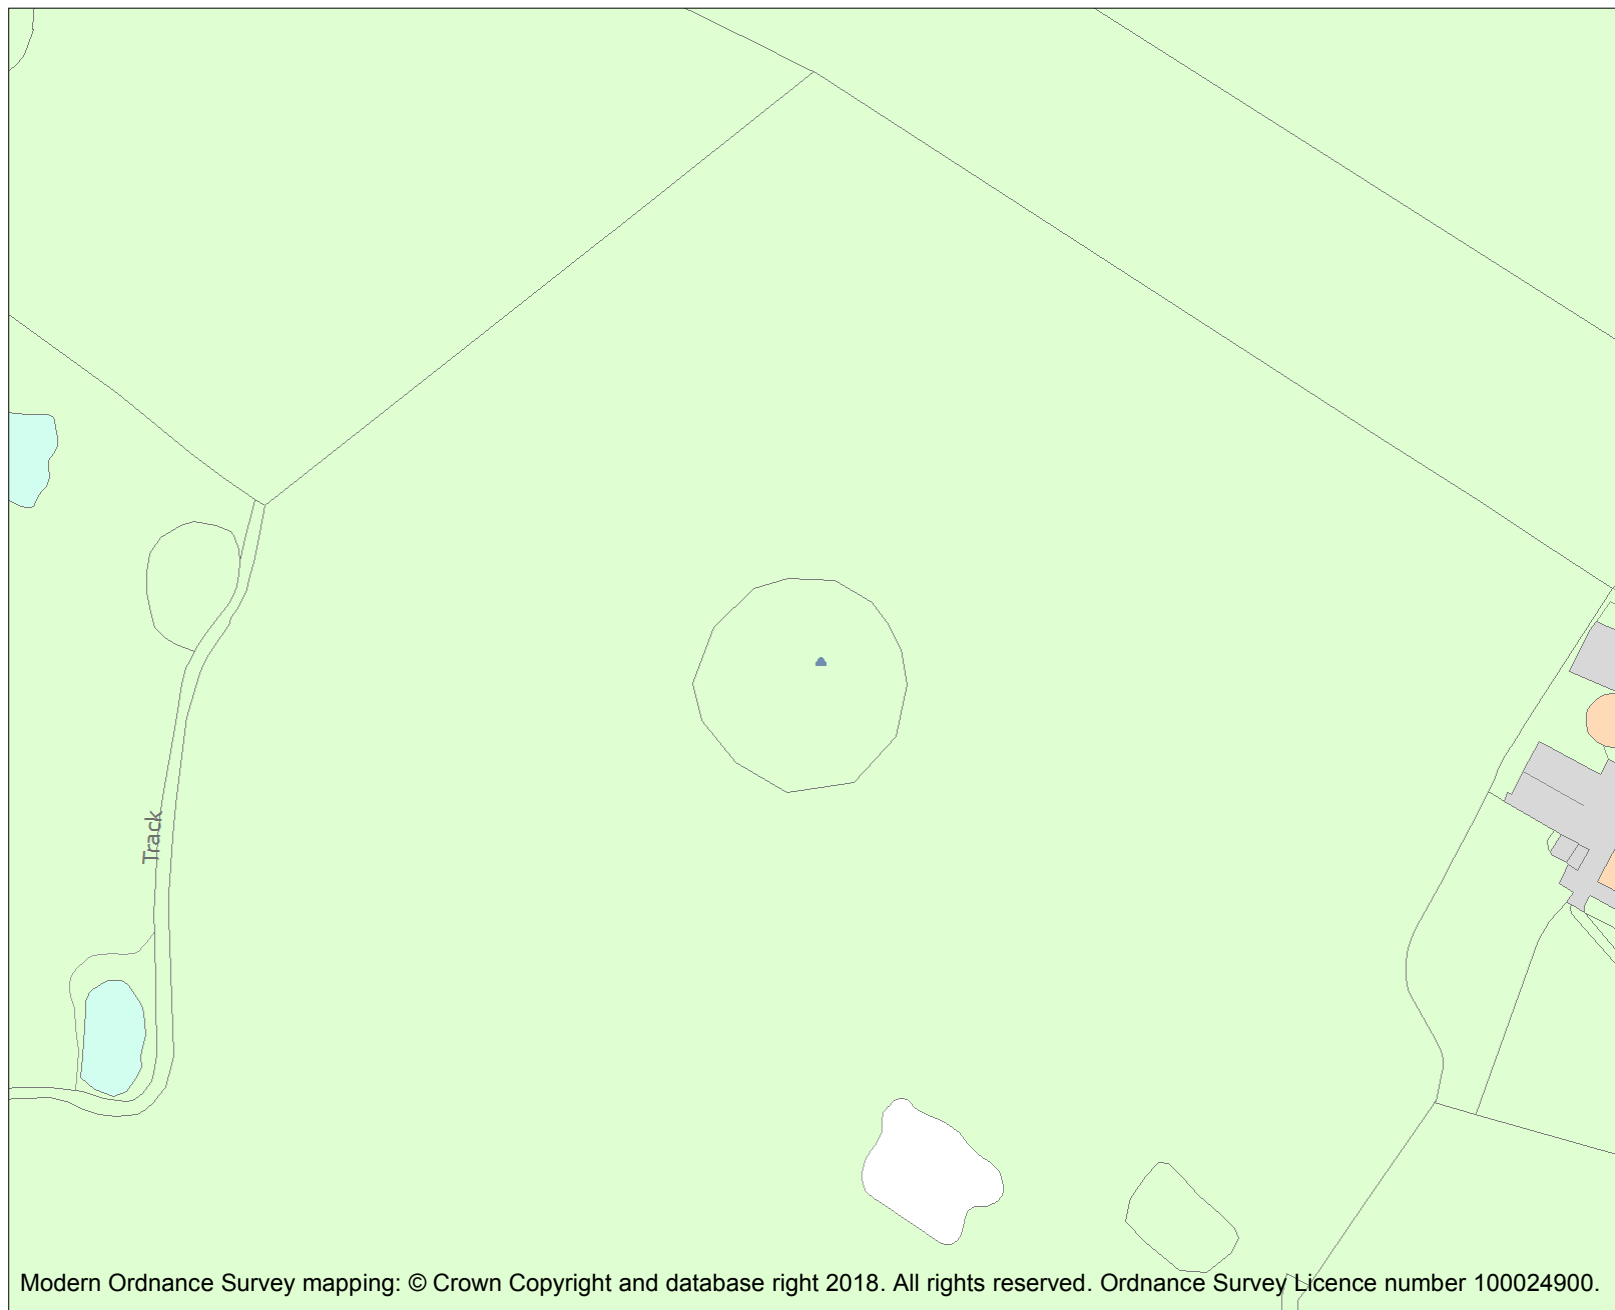 Track
Modern Ordnance Survey mapping: © Crown Copyright and database right 2018. All rights reserved. Ordnance Survey Licence number 100024900.